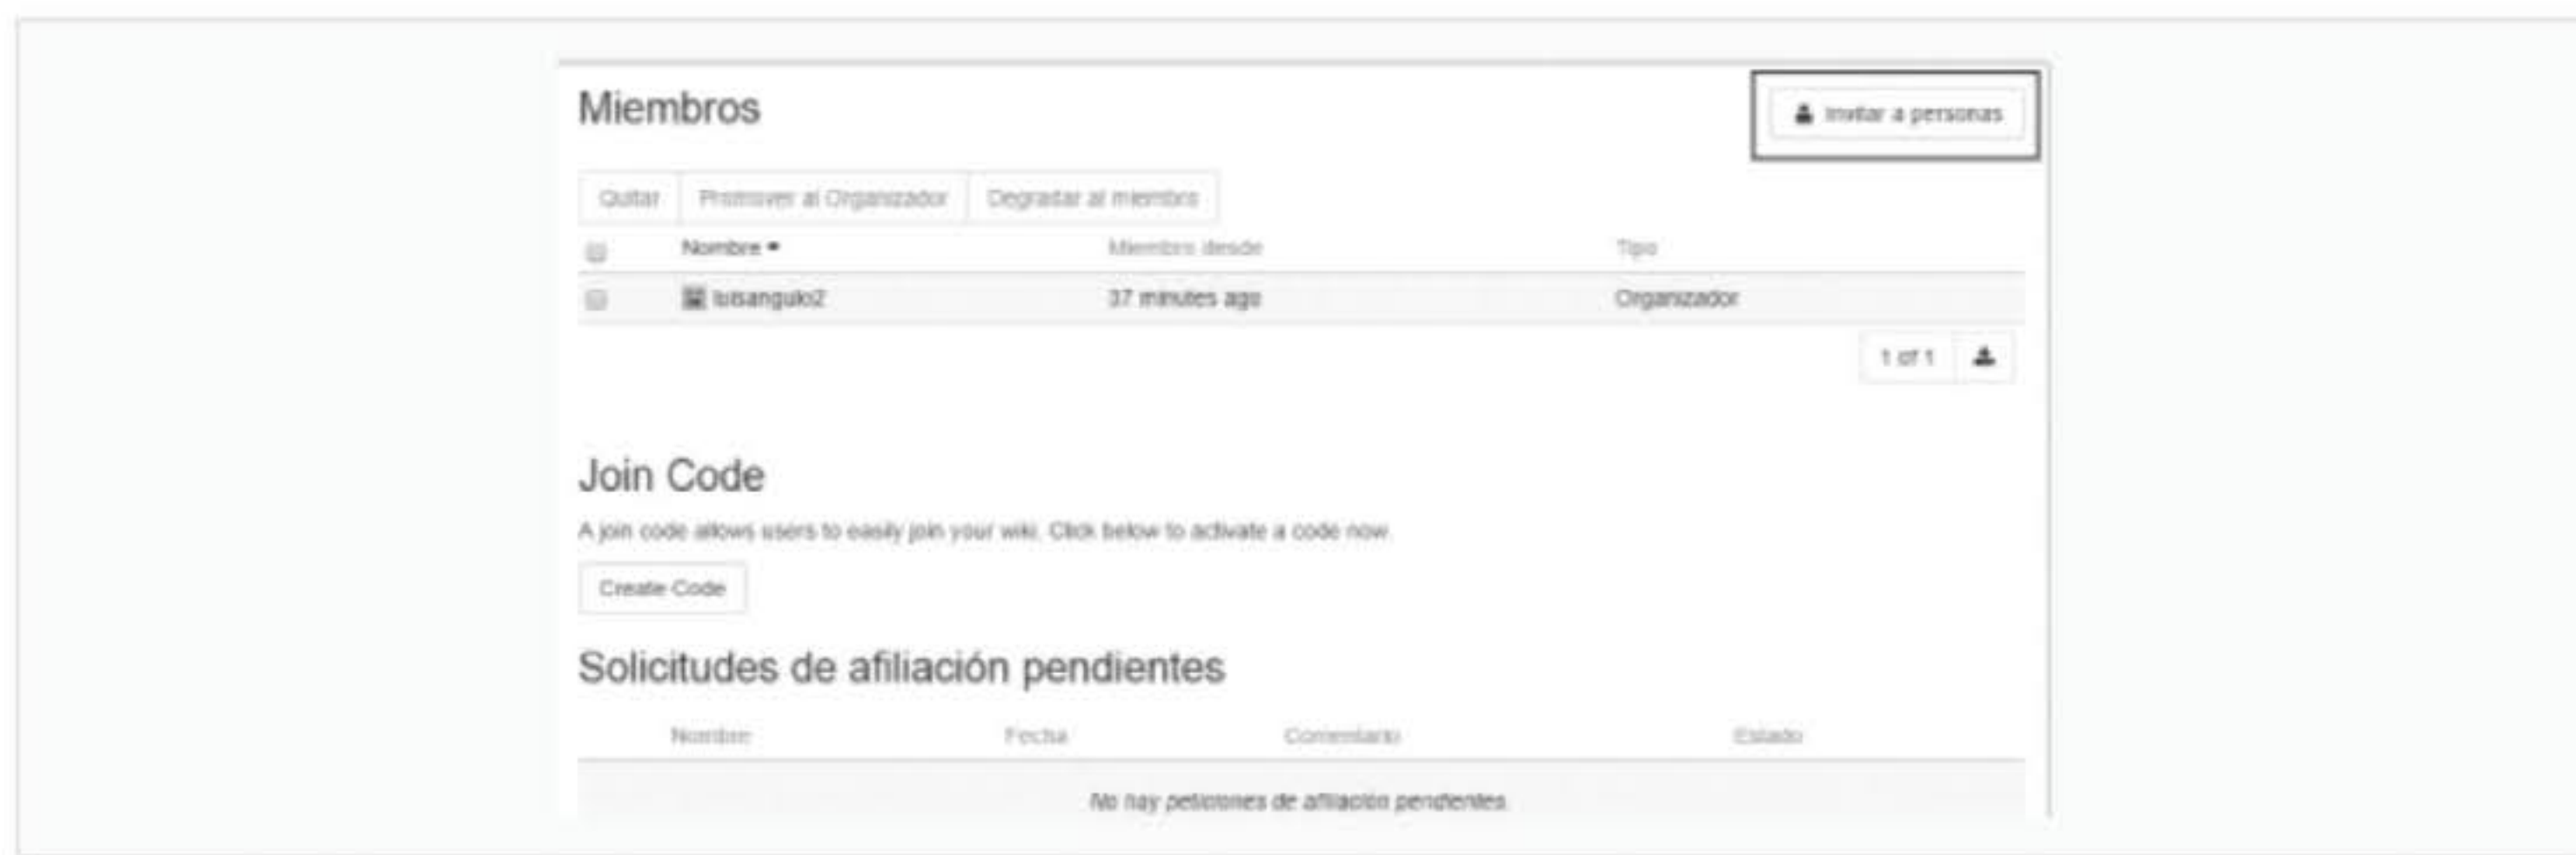 Miembros
Invitar a personas
Quitar Promover al Organizador Degradar al miembro
Nombre Miembro desde Tipo
luisangulo2 37 minutes ago Organizador
1 of 1
Join Code
A join code allows users to easily join your wiki. Click below to activate a code now.
Create Code
Solicitudes de afiliación pendientes
Nombre Fecha Comentario Estado
No hay peticiones de afiliación pendientes.